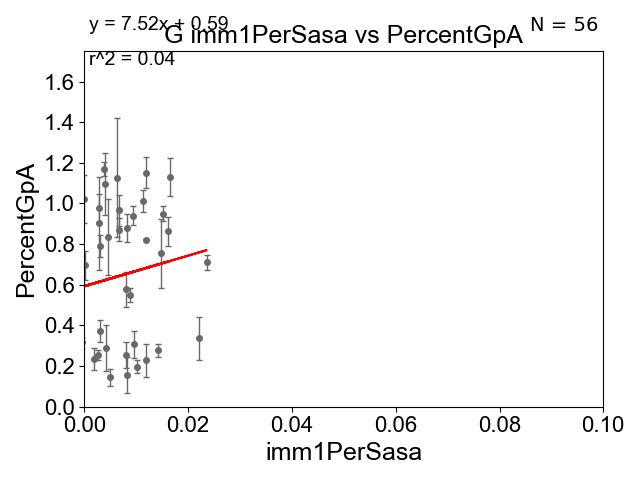 y = 7.52x + 0.59
N = 56
G imm1PerSasa vs PercentGpA
r^2 = 0.04
PercentGpA
1.6
1.4
1.2
1.0
0.8
0.6
0.4
0.2
0.0
0.00 0.02 0.04 0.06 0.08 0.10
imm1PerSasa